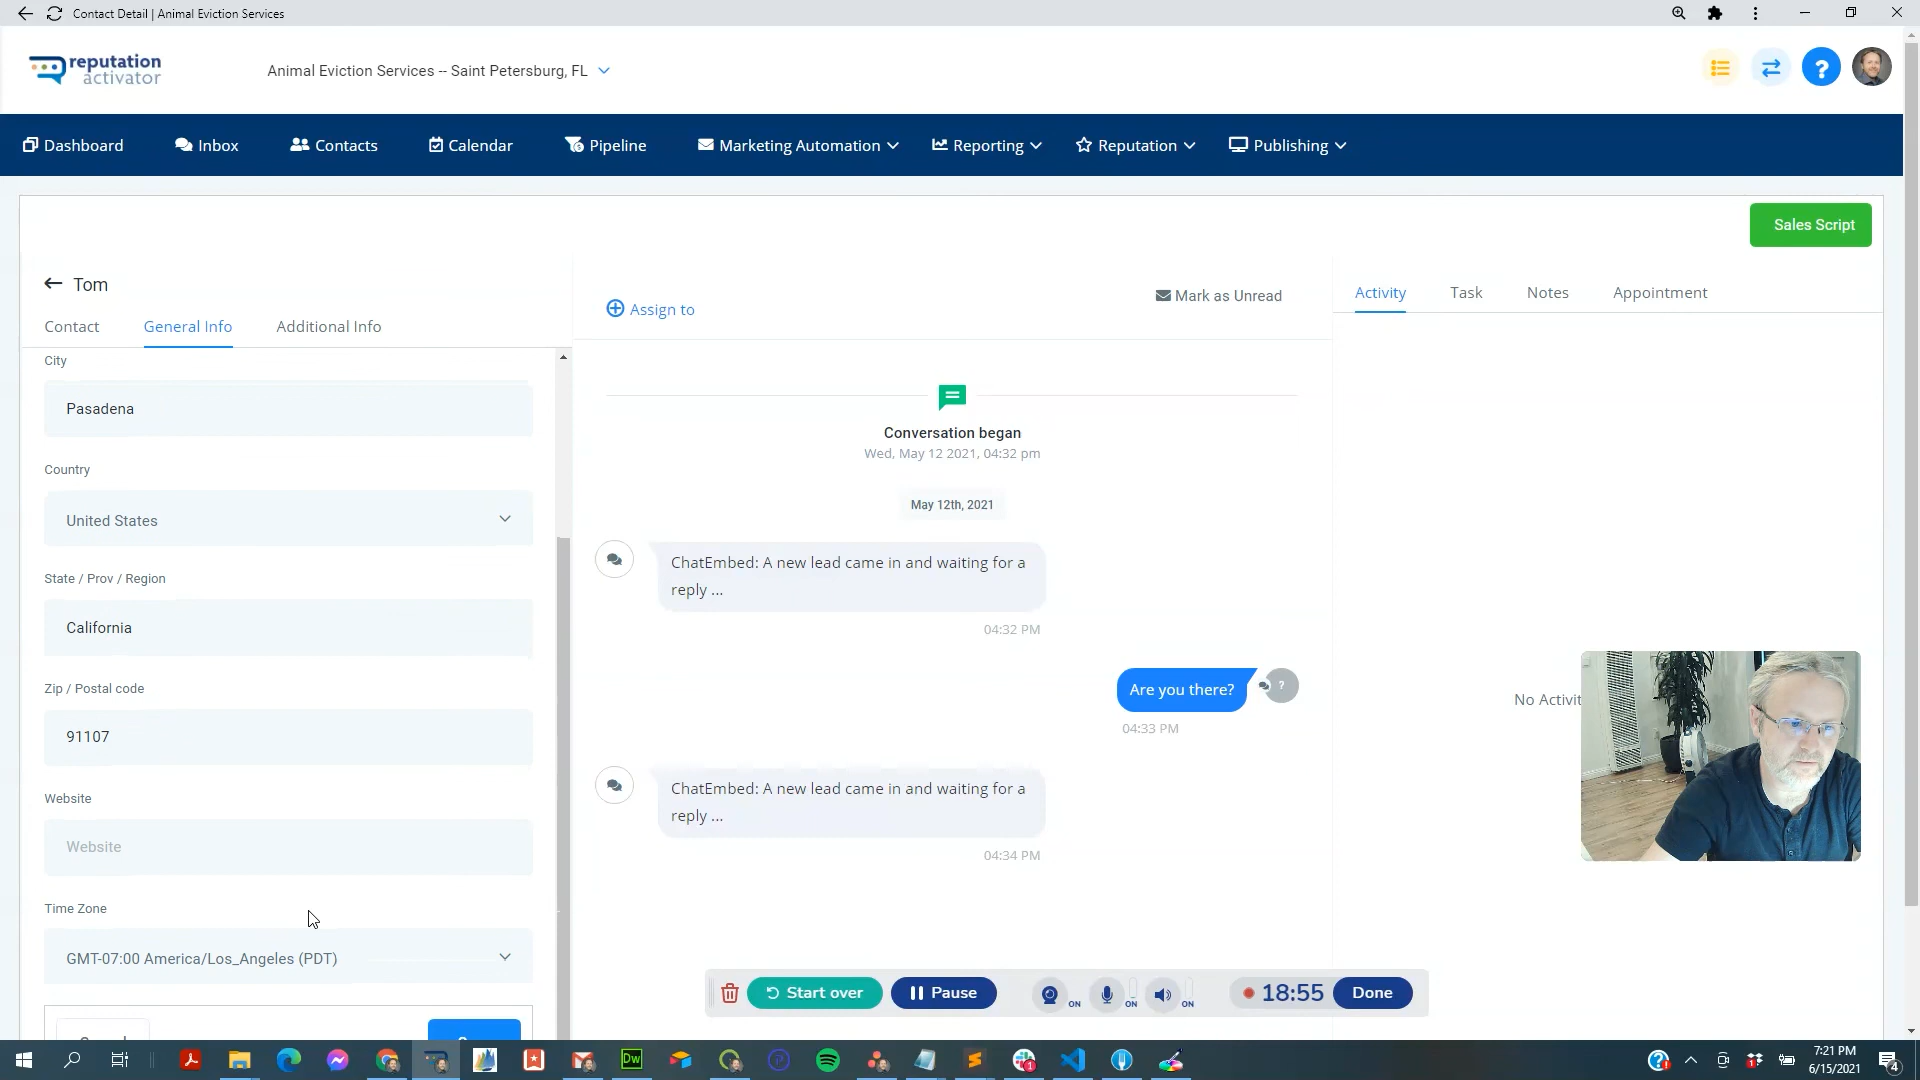 Contact Detail | Animal Eviction Services
reputation
activator
Animal Eviction Services -- Saint Petersburg, FL
?
Dashboard
Inbox
Contacts
Calendar
Pipeline
Marketing Automation
Reporting
Reputation
Publishing
Sales Script
Tom
Contact
General Info
Additional Info
City
Pasadena
Country
United States
State / Prov / Region
California
Zip / Postal code
91107
Website
Website
Time Zone
GMT-07:00 America/Los_Angeles (PDT)
Assign to
Mark as Unread
Conversation began
Wed, May 12 2021, 04:32 pm
May 12th, 2021
ChatEmbed: A new lead came in and waiting for a
reply ...
04:32 PM
Are you there?
?
04:33 PM
ChatEmbed: A new lead came in and waiting for a
reply ...
04:34 PM
Activity
Task
Notes
Appointment
No Activit
Start over
Pause
ON
ON
ON
18:55
Done
Dw
7:21 PM
6/15/2021
4